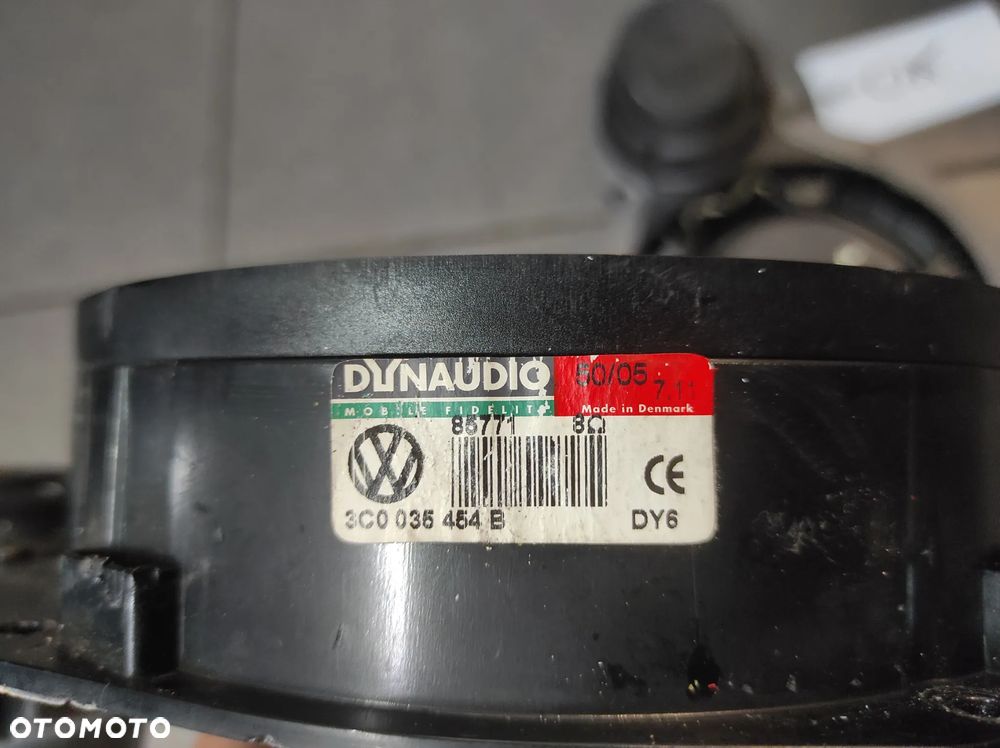 DYNAUDIO 50/05 7.11
MOBILE FIDELITY Made in Denmark
85771 8Ω
CE
3C0 035 454 B DY6
OTOMOTO